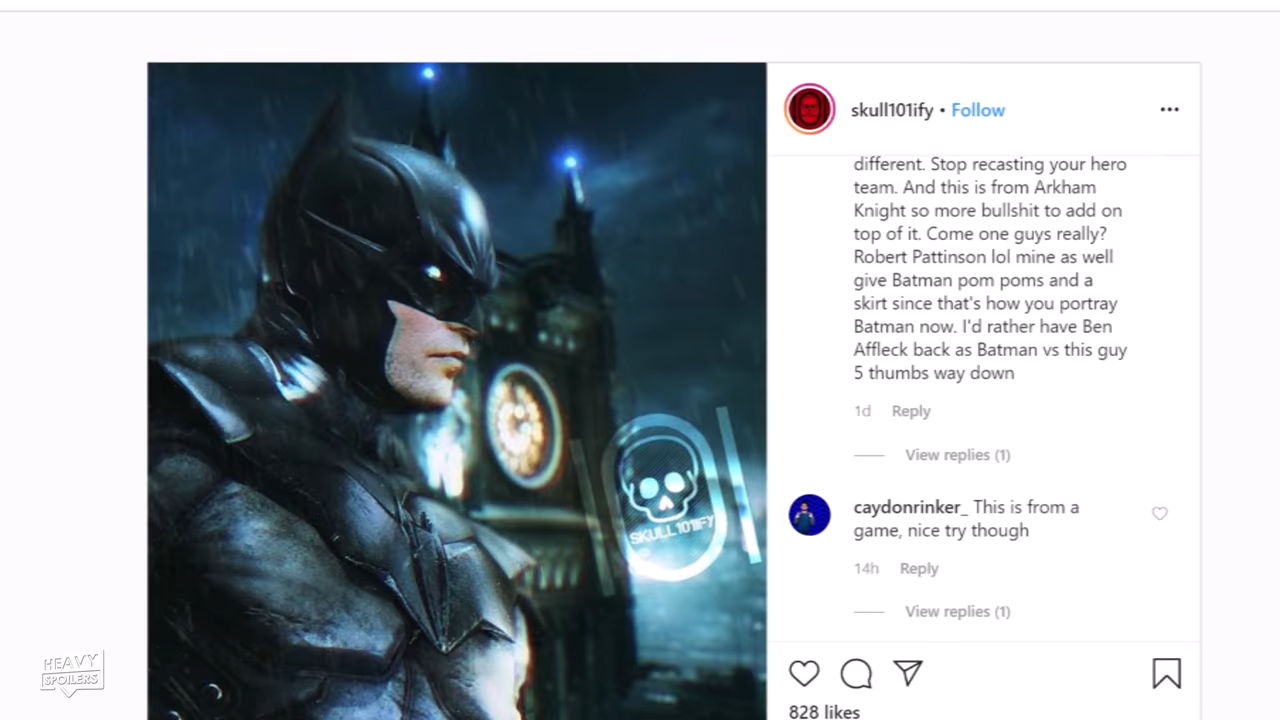 skull101ify • Follow
different. Stop recasting your hero
team. And this is from Arkham
Knight so more bullshit to add on
top of it. Come one guys really?
Robert Pattinson lol mine as well
give Batman pom poms and a
skirt since that's how you portray
Batman now. I'd rather have Ben
Affleck back as Batman vs this guy
5 thumbs way down
1d Reply
View replies (1)
caydonrinker_ This is from a
game, nice try though
14h Reply
View replies (1)
828 likes
SKULL101IFY
HEAVY
SPOILERS